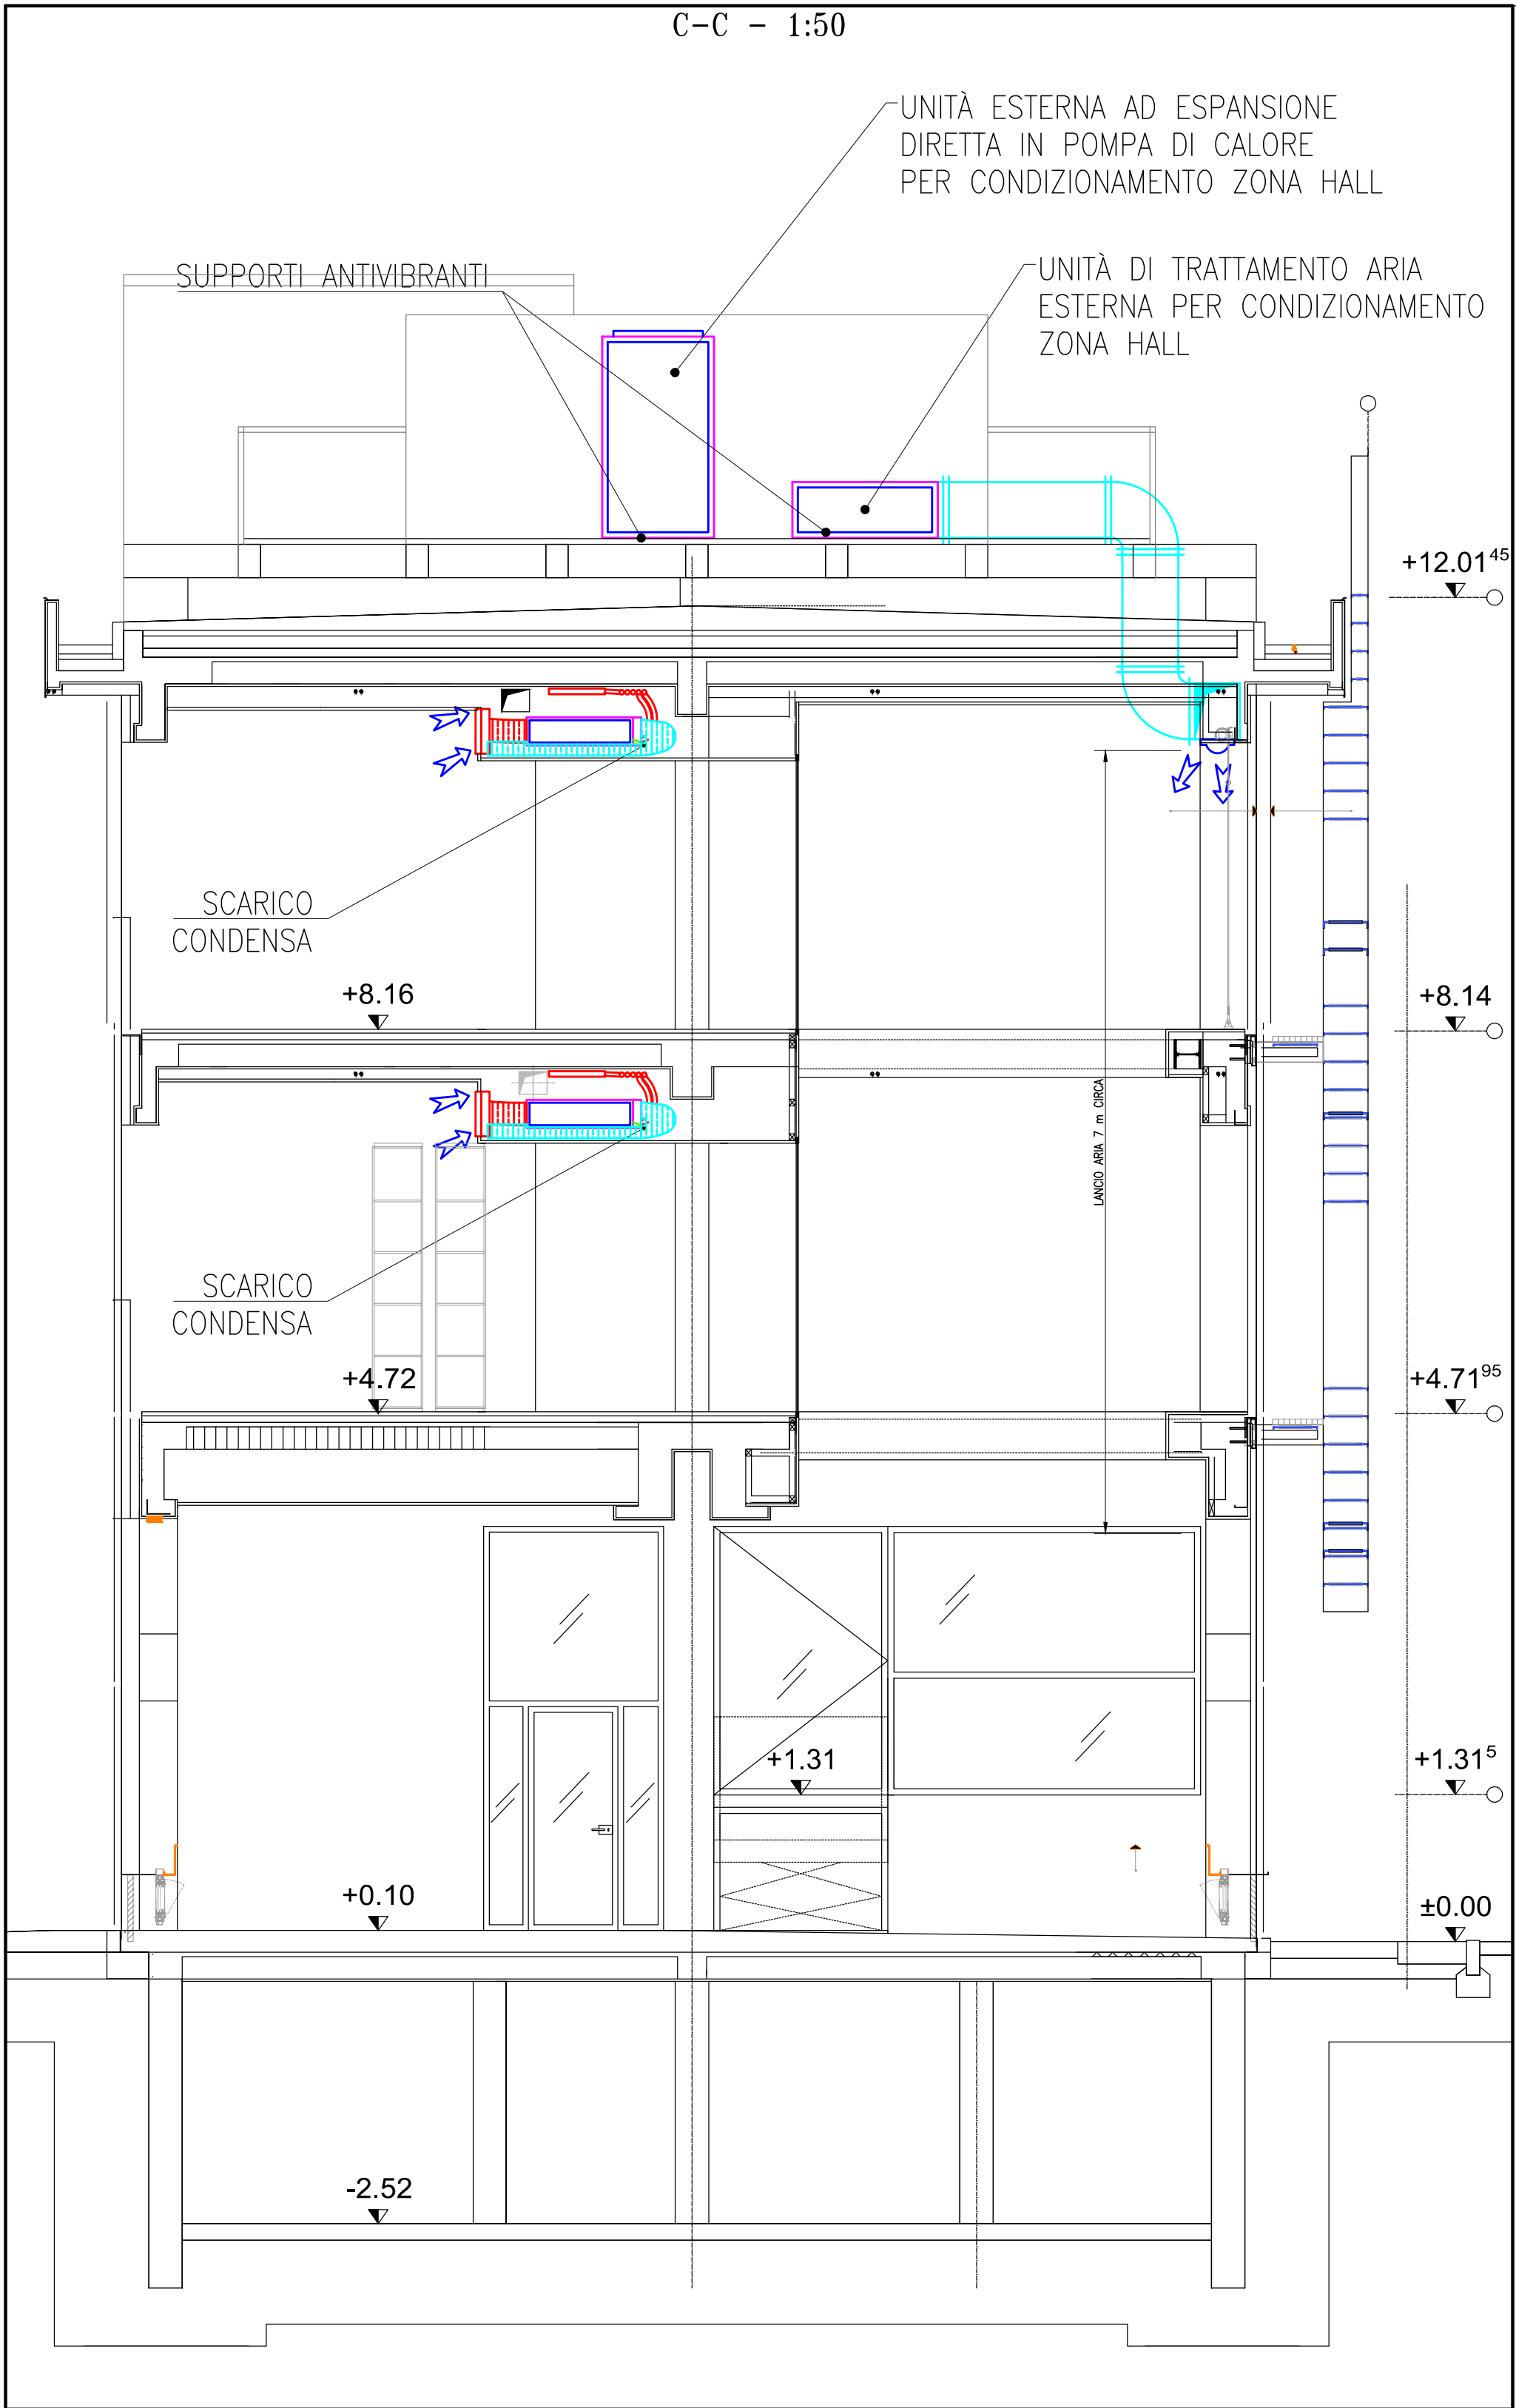 C-C - 1:50
UNITÀ ESTERNA AD ESPANSIONE
DIRETTA IN POMPA DI CALORE
PER CONDIZIONAMENTO ZONA HALL
SUPPORTI ANTIVIBRANTI
UNITÀ DI TRATTAMENTO ARIA
ESTERNA PER CONDIZIONAMENTO
ZONA HALL
+12.01⁴⁵
SCARICO
CONDENSA
+8.16
+8.14
LANCIO ARIA 7 m CIRCA
SCARICO
CONDENSA
+4.72
+4.71⁹⁵
+1.31
+1.31⁵
+0.10
±0.00
-2.52